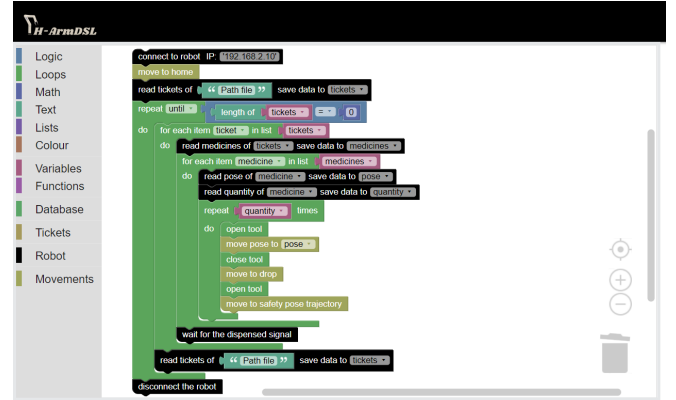 H-ArmDSL
Logic
Loops
Math
Text
Lists
Colour
Variables
Functions
Database
Tickets
Robot
Movements
connect to robot IP: '192.168.2.10'
move to home
read tickets of “ Path file ” save data to tickets
repeat until length of tickets = 0
do for each item ticket in list tickets
do read medicines of tickets save data to medicines
for each item medicine in list medicines
do read pose of medicine save data to pose
read quantity of medicine save data to quantity
repeat quantity times
do open tool
move pose to pose
close tool
move to drop
open tool
move to safety pose trajectory
wait for the dispensed signal
read tickets of “ Path file ” save data to tickets
disconnect the robot